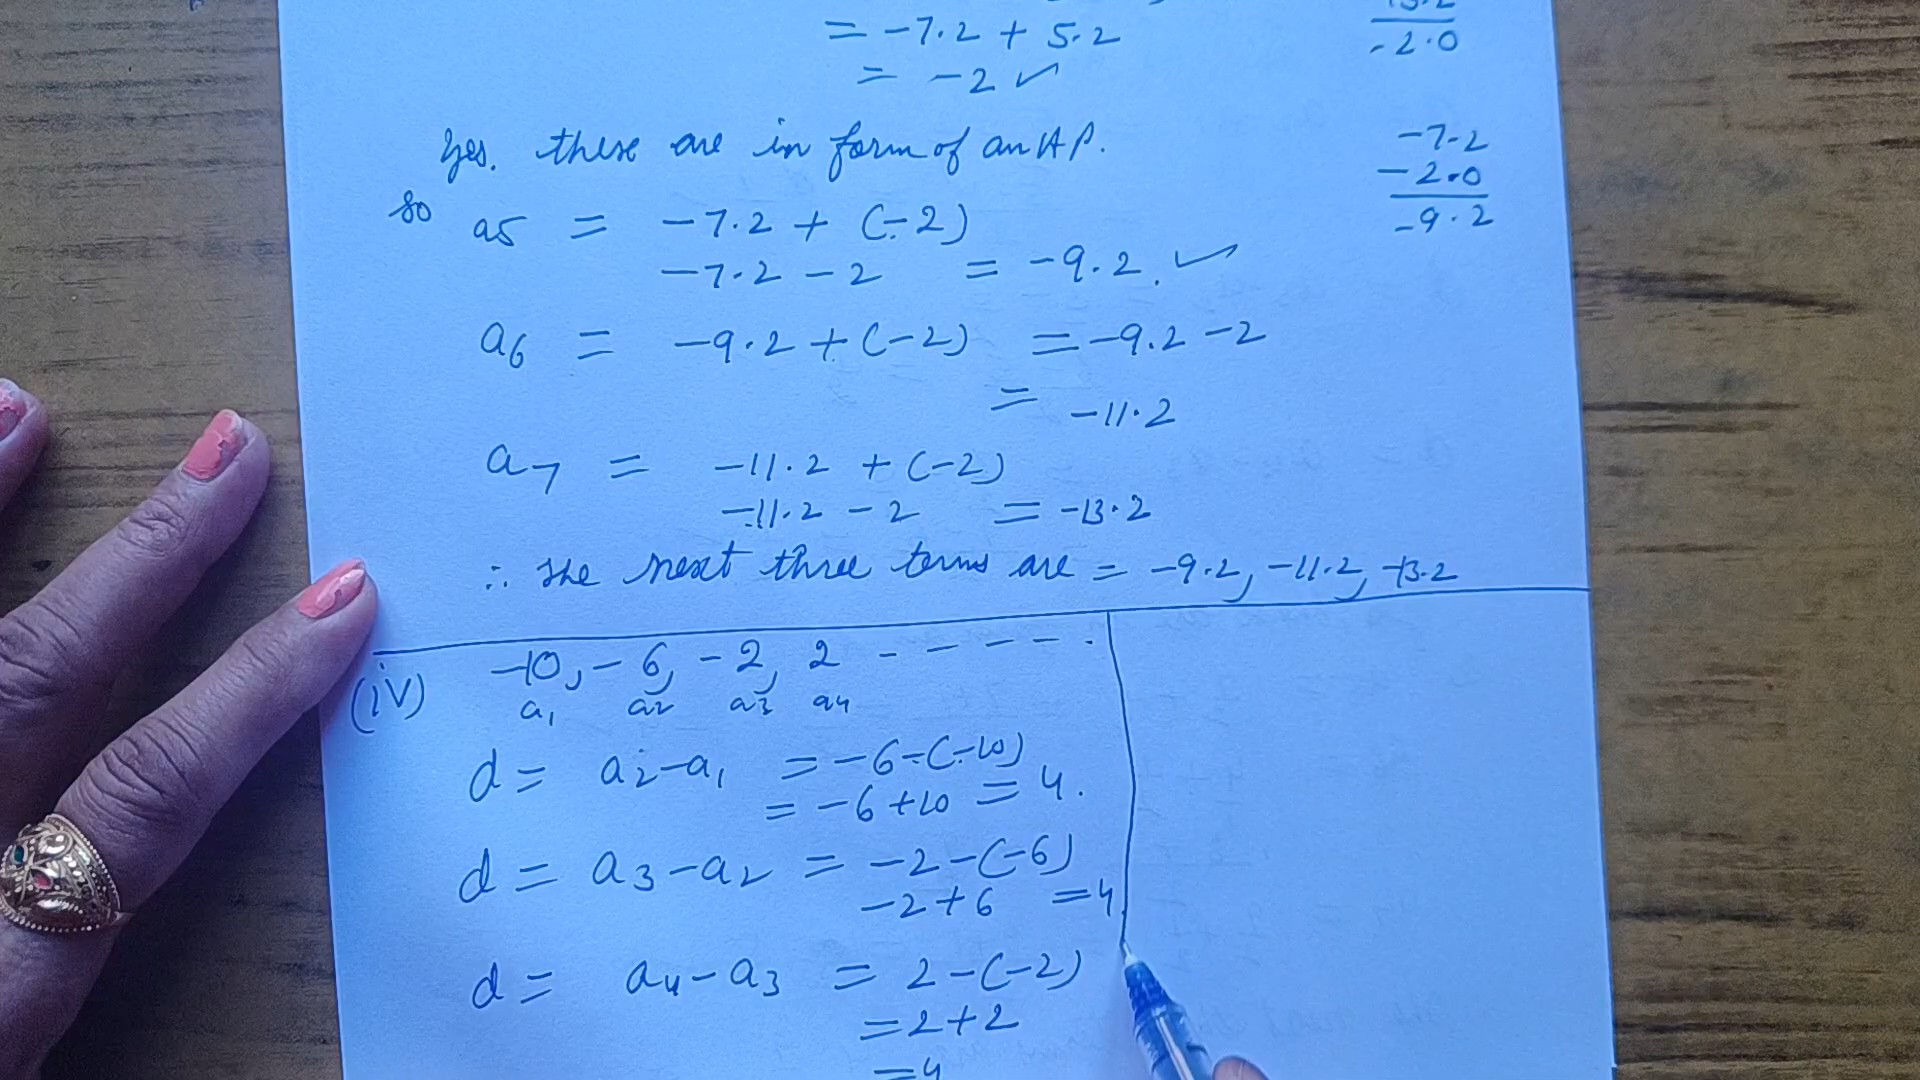 = -7.2 + 5.2
= -2 ✓
-2.0
Yes. these are in form of an A P.
-7.2
-2.0
-9.2
so a5 = -7.2 + (-2)
-7.2 - 2 = -9.2. ✓
a6 = -9.2 + (-2) = -9.2 - 2
= -11.2
a7 = -11.2 + (-2)
-11.2 - 2 = -13.2
∴ the next three terms are = -9.2, -11.2, -13.2
(iv) -10, -6, -2, 2 - - - - .
a1 a2 a3 a4
d = a2-a1 = -6-(-10)
= -6+10 = 4.
d = a3-a2 = -2-(-6)
-2+6 = 4.
d = a4-a3 = 2-(-2)
= 2+2
= 4